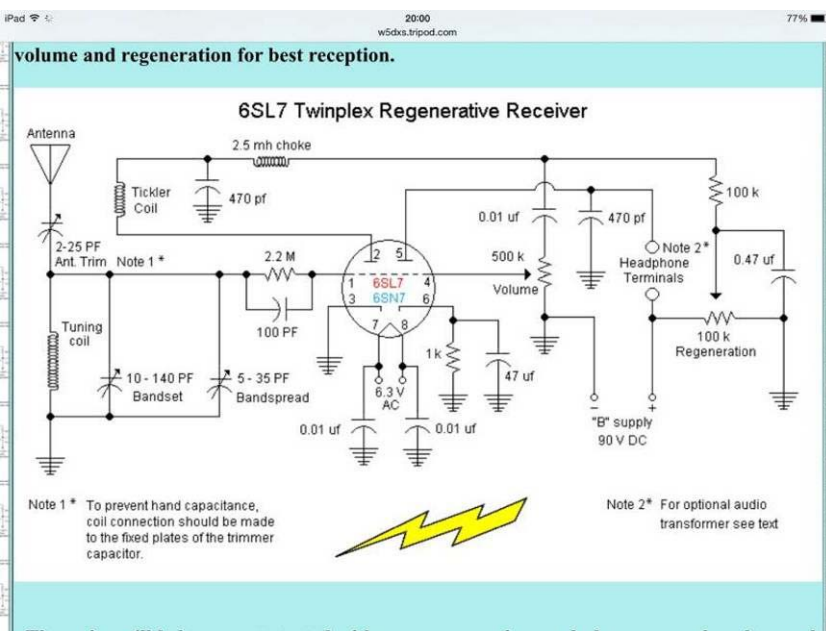 iPad
20:00
77%
w5dxs.tripod.com
volume and regeneration for best reception.
6SL7 Twinplex Regenerative Receiver
Antenna
2.5 mh choke
Tickler
Coil
470 pf
2-25 PF
Ant. Trim Note 1 *
2.2 M
100 PF
2 5
1 6SL7 4
3 6SN7 6
7 8
0.01 uf
500 k
Volume
470 pf
100 k
Note 2*
Headphone
Terminals
0.47 uf
100 k
Regeneration
Tuning
coil
10 - 140 PF
Bandset
5 - 35 PF
Bandspread
1 k
47 uf
6.3 V
AC
0.01 uf
0.01 uf
- +
"B" supply
90 V DC
Note 1 * To prevent hand capacitance,
coil connection should be made
to the fixed plates of the trimmer
capacitor.
Note 2* For optional audio
transformer see text